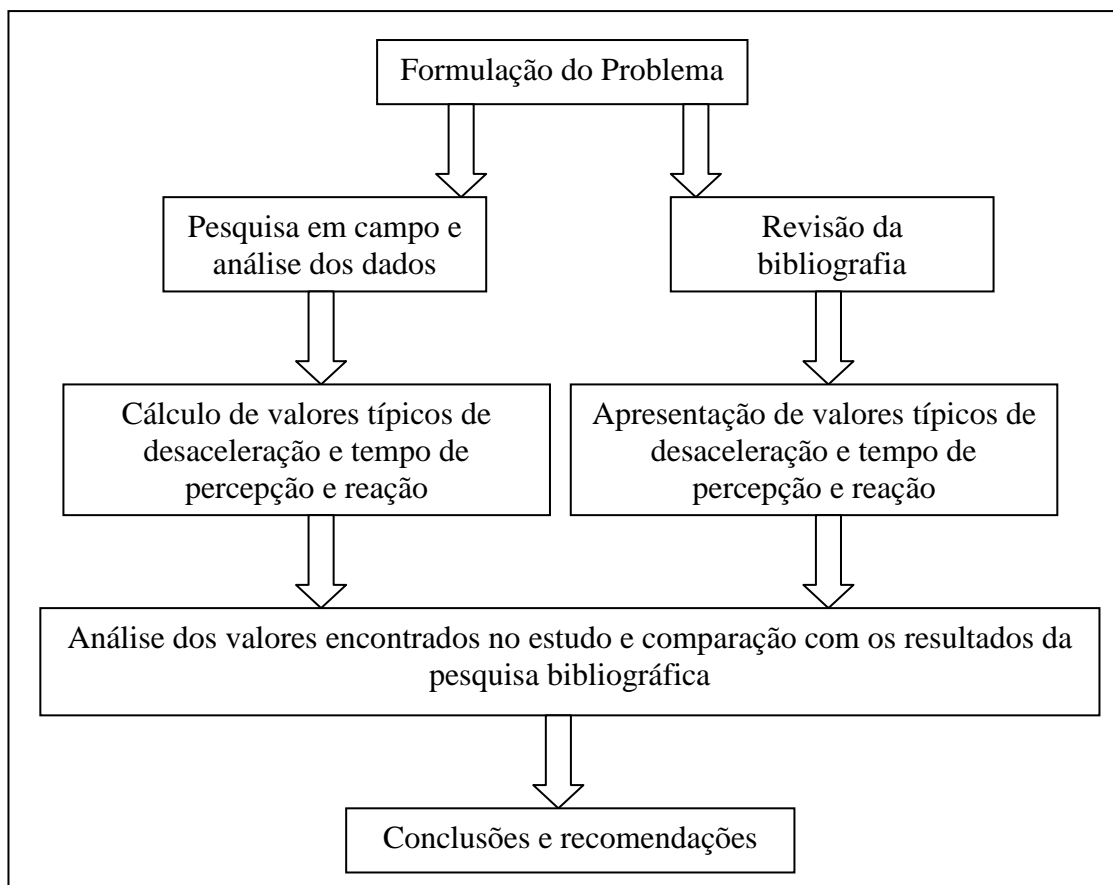 Formulação do Problema
Pesquisa em campo e
análise dos dados
Revisão da
bibliografia
Cálculo de valores típicos de
desaceleração e tempo de
percepção e reação
Apresentação de valores típicos de
desaceleração e tempo de
percepção e reação
Análise dos valores encontrados no estudo e comparação com os resultados da
pesquisa bibliográfica
Conclusões e recomendações